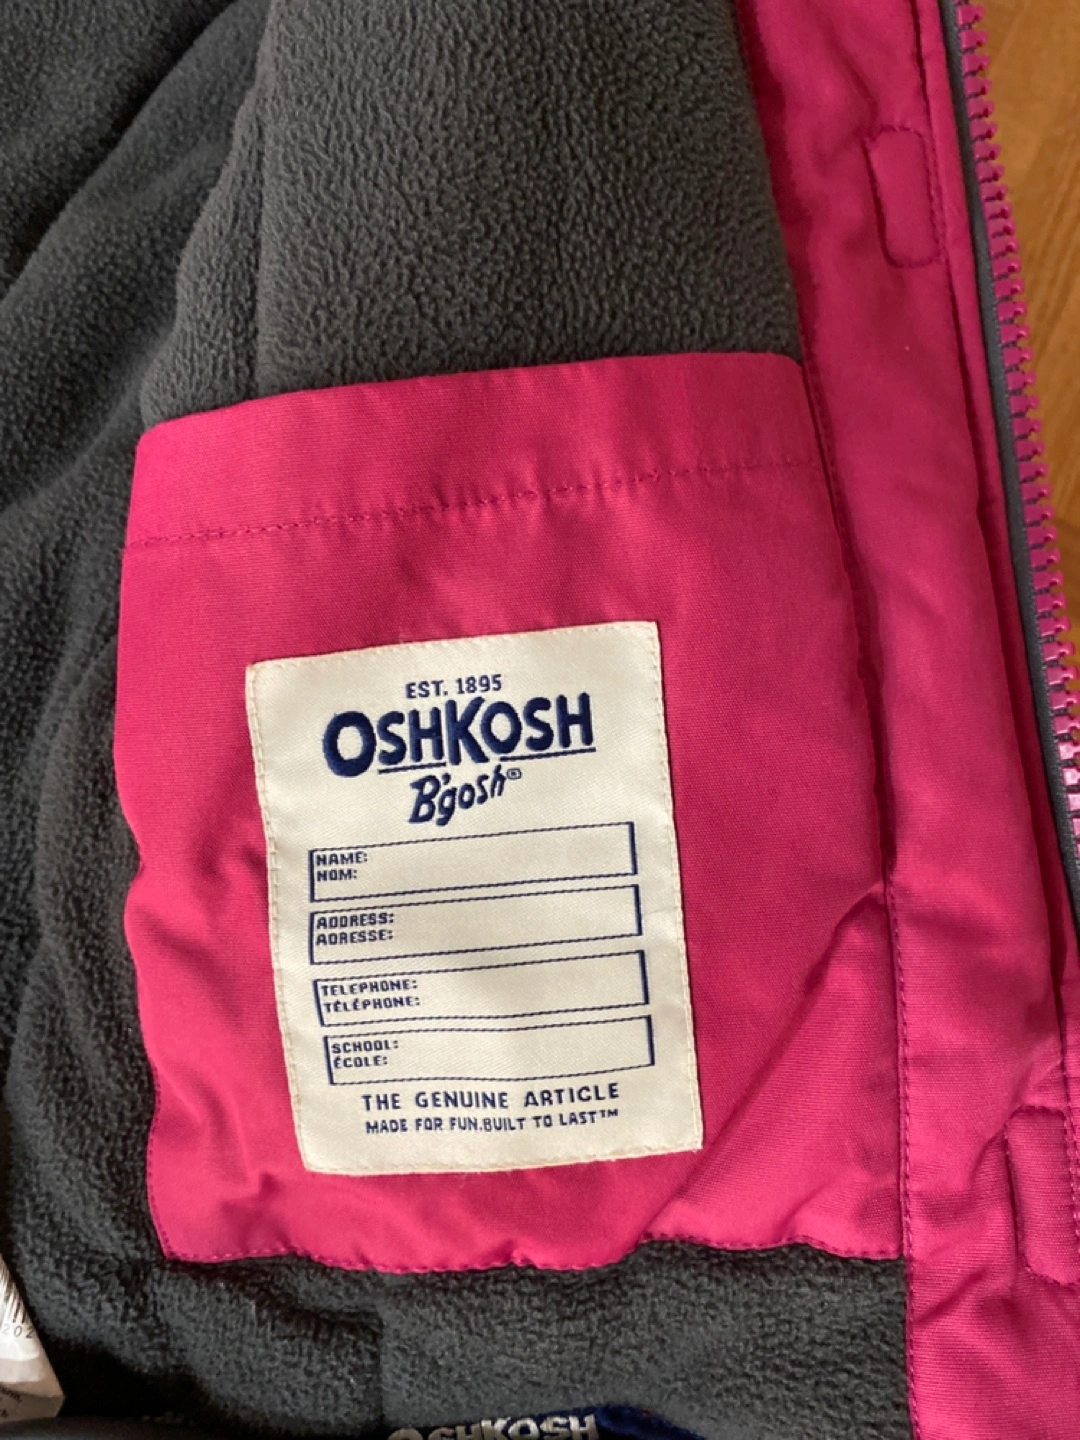 EST. 1895
OSHKOSH
B'gosh®
NAME:
NOM:
ADDRESS:
ADRESSE:
TELEPHONE:
TÉLÉPHONE:
SCHOOL:
ÉCOLE:
THE GENUINE ARTICLE
MADE FOR FUN.BUILT TO LAST™
OSHKOSH